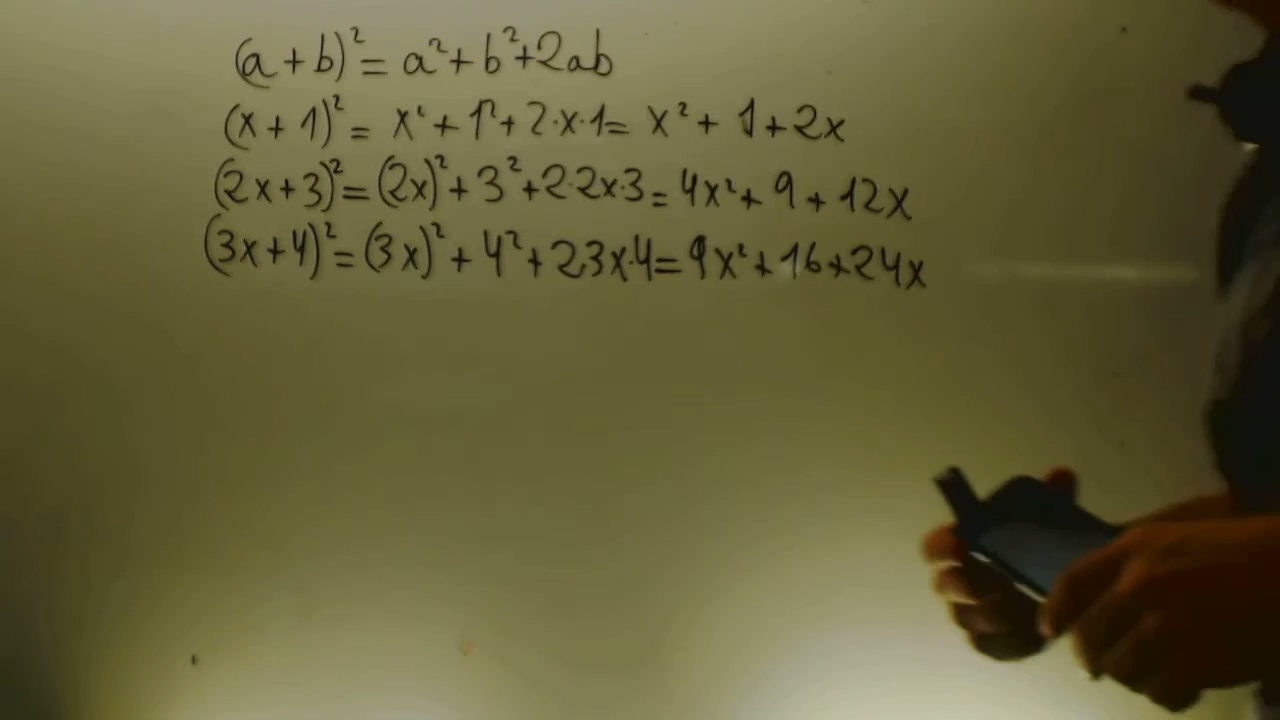 (a+b)²=a²+b²+2ab
(x+1)²=x²+1²+2·x·1=x²+1+2x
(2x+3)²=(2x)²+3²+2·2x·3=4x²+9+12x
(3x+4)²=(3x)²+4²+2·3x·4=9x²+16+24x